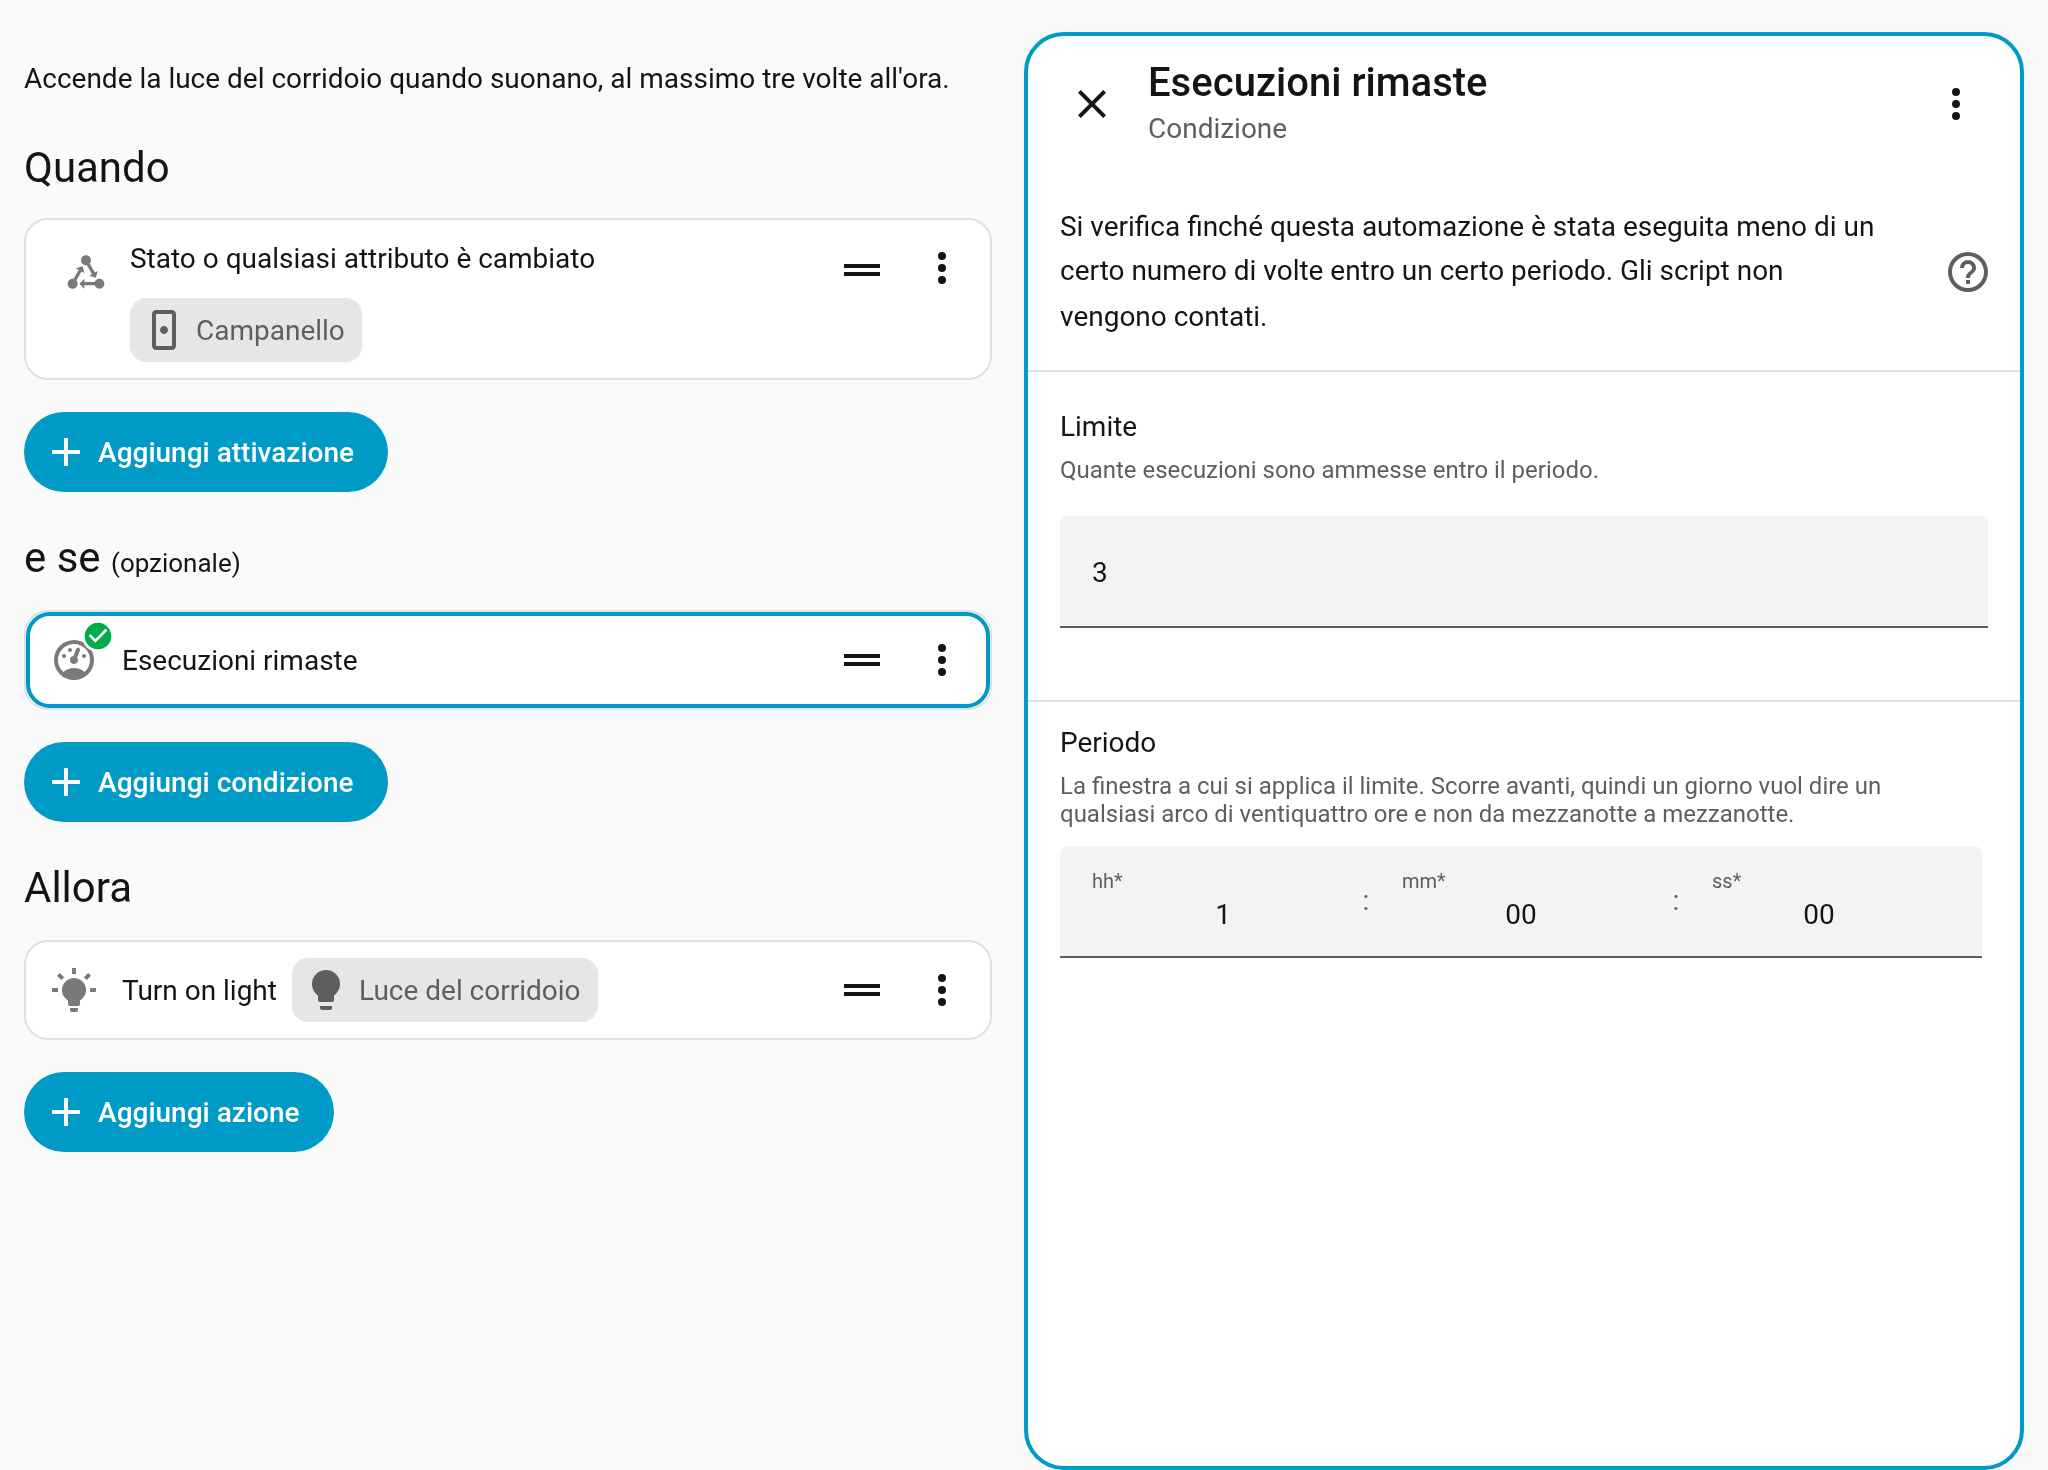 Accende la luce del corridoio quando suonano, al massimo tre volte all'ora.
Quando
Stato o qualsiasi attributo è cambiato
Campanello
Aggiungi attivazione
e se (opzionale)
Esecuzioni rimaste
Aggiungi condizione
Allora
Turn on light Luce del corridoio
Aggiungi azione
Esecuzioni rimaste
Condizione
Si verifica finché questa automazione è stata eseguita meno di un
certo numero di volte entro un certo periodo. Gli script non
vengono contati.
Limite
Quante esecuzioni sono ammesse entro il periodo.
3
Periodo
La finestra a cui si applica il limite. Scorre avanti, quindi un giorno vuol dire un
qualsiasi arco di ventiquattro ore e non da mezzanotte a mezzanotte.
hh* mm* ss*
1 : 00 : 00